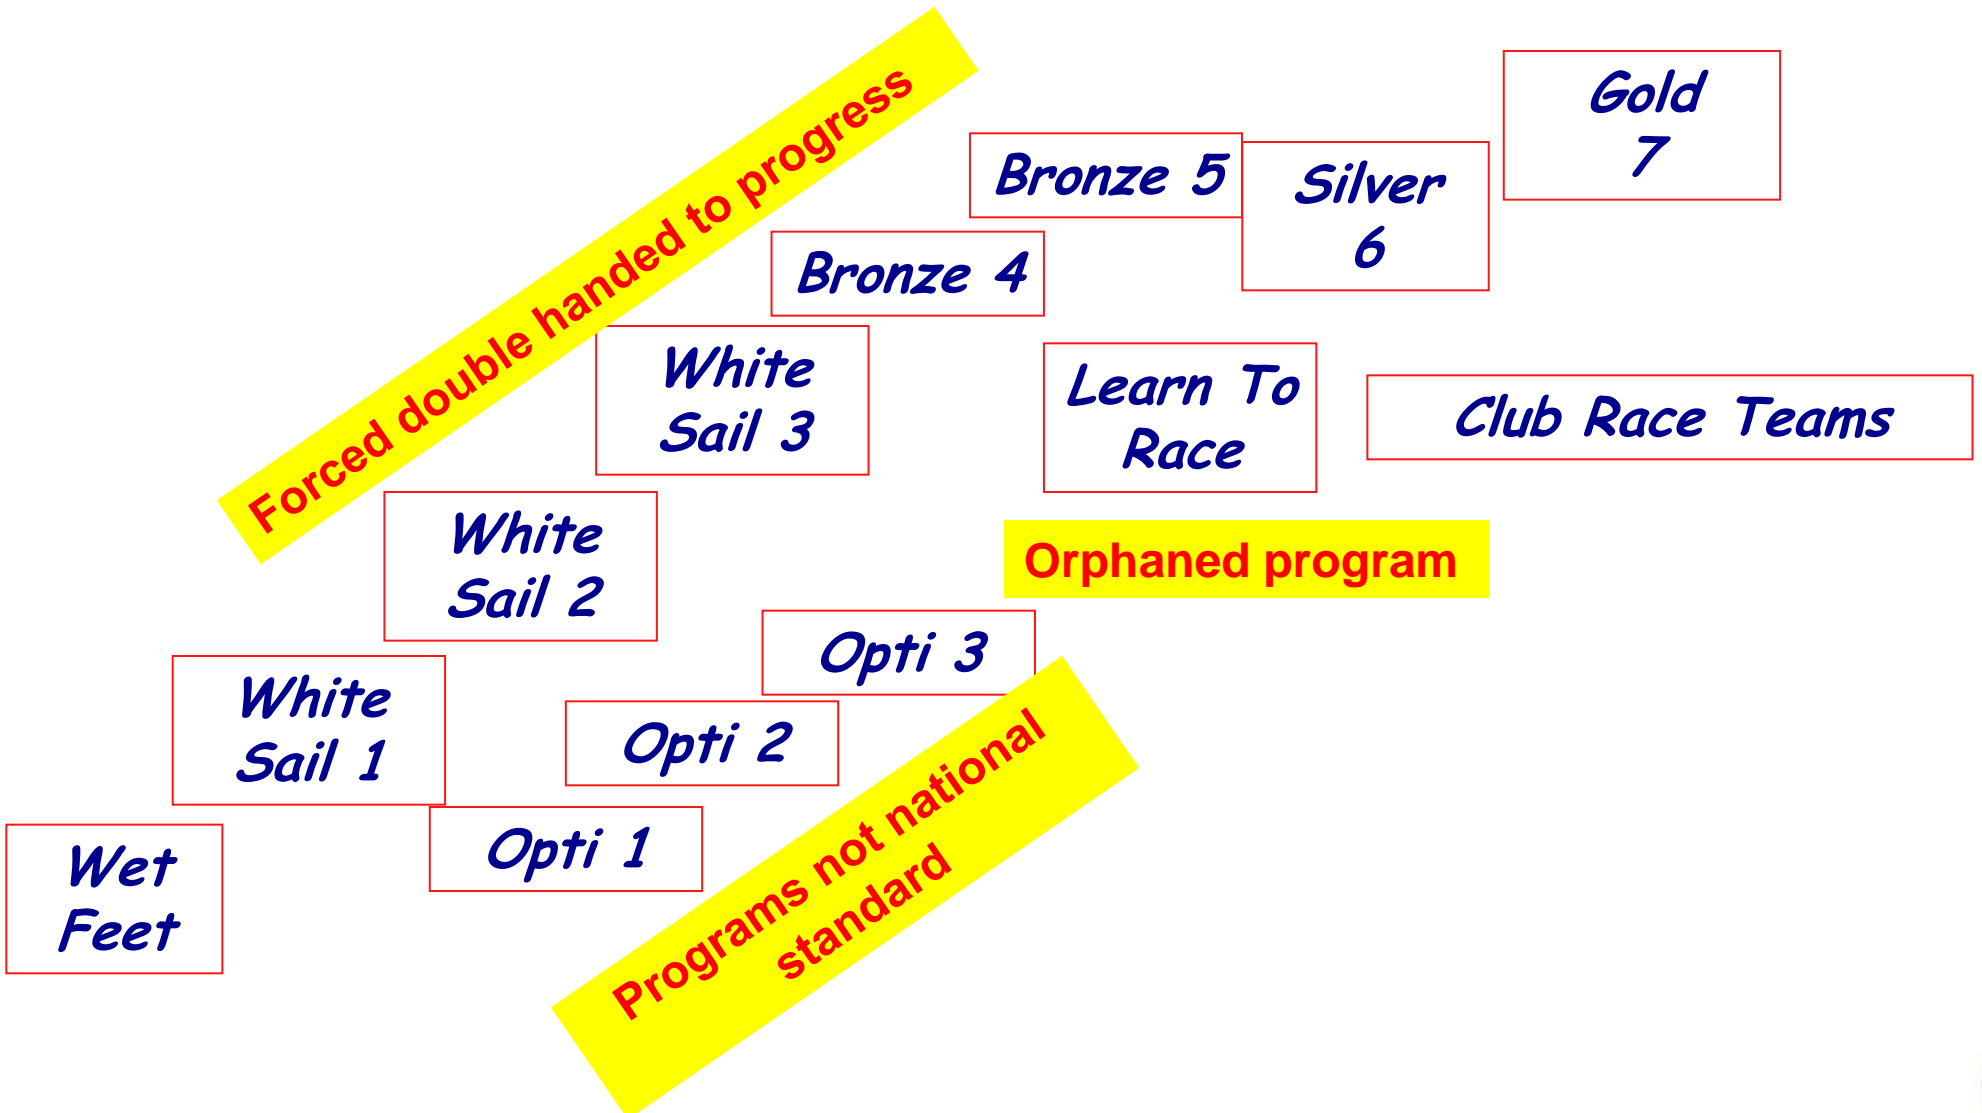 Forced double handed to progress
Gold
7
Bronze 5
Silver
6
Bronze 4
White
Sail 3
Learn To
Race
Club Race Teams
White
Sail 2
Orphaned program
Opti 3
White
Sail 1
Opti 2
Opti 1
Programs not national
standard
Wet
Feet